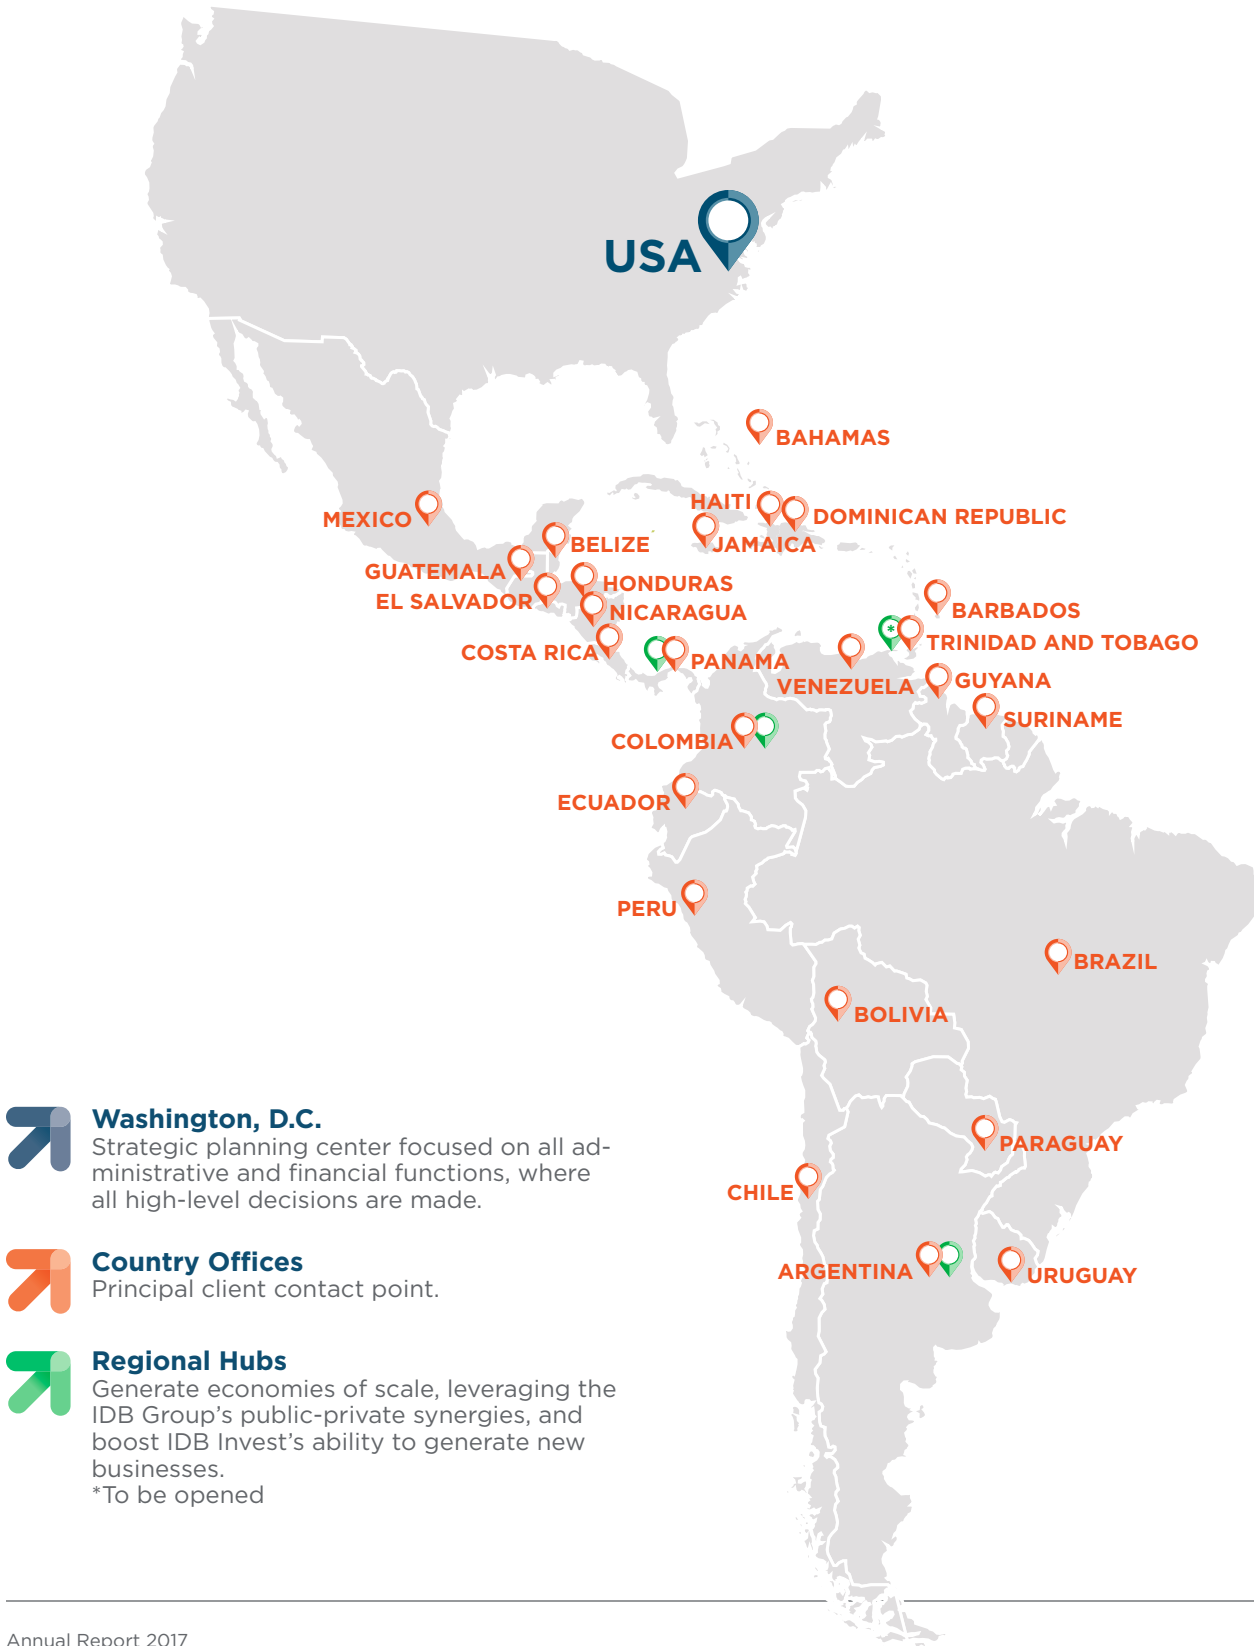 USA
BAHAMAS
HAITI
DOMINICAN REPUBLIC
MEXICO
JAMAICA
BELIZE
GUATEMALA
HONDURAS
EL SALVADOR
NICARAGUA
BARBADOS
*
TRINIDAD AND TOBAGO
COSTA RICA
PANAMA
VENEZUELA
GUYANA
SURINAME
COLOMBIA
ECUADOR
PERU
BRAZIL
BOLIVIA
PARAGUAY
CHILE
ARGENTINA
URUGUAY
Washington, D.C.
Strategic planning center focused on all ad-
ministrative and financial functions, where
all high-level decisions are made.
Country Offices
Principal client contact point.
Regional Hubs
Generate economies of scale, leveraging the
IDB Group’s public-private synergies, and
boost IDB Invest’s ability to generate new
businesses.
*To be opened
Annual Report 2017